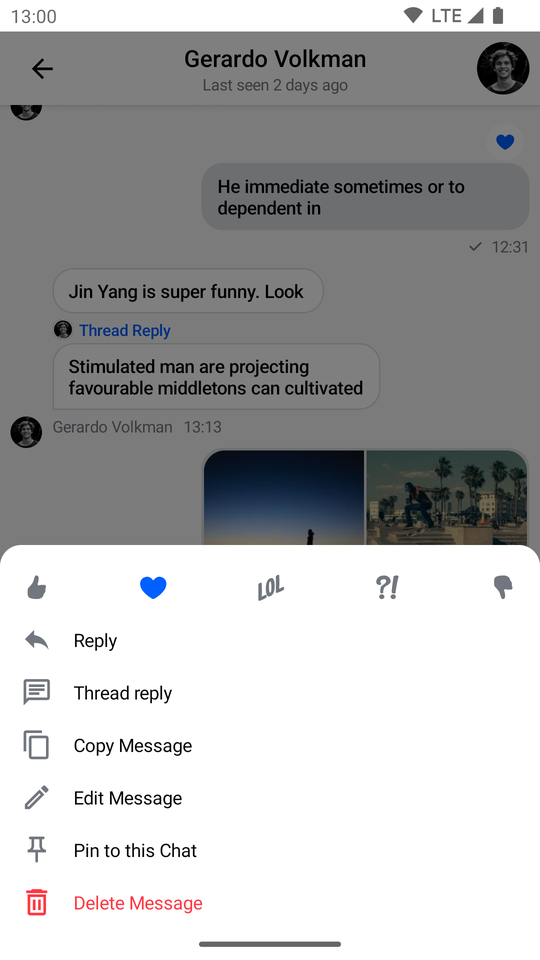 13:00
LTE
Gerardo Volkman
Last seen 2 days ago
He immediate sometimes or to
dependent in
12:31
Jin Yang is super funny. Look
Thread Reply
Stimulated man are projecting
favourable middletons can cultivated
Gerardo Volkman 13:13
LOL
?!
Reply
Thread reply
Copy Message
Edit Message
Pin to this Chat
Delete Message